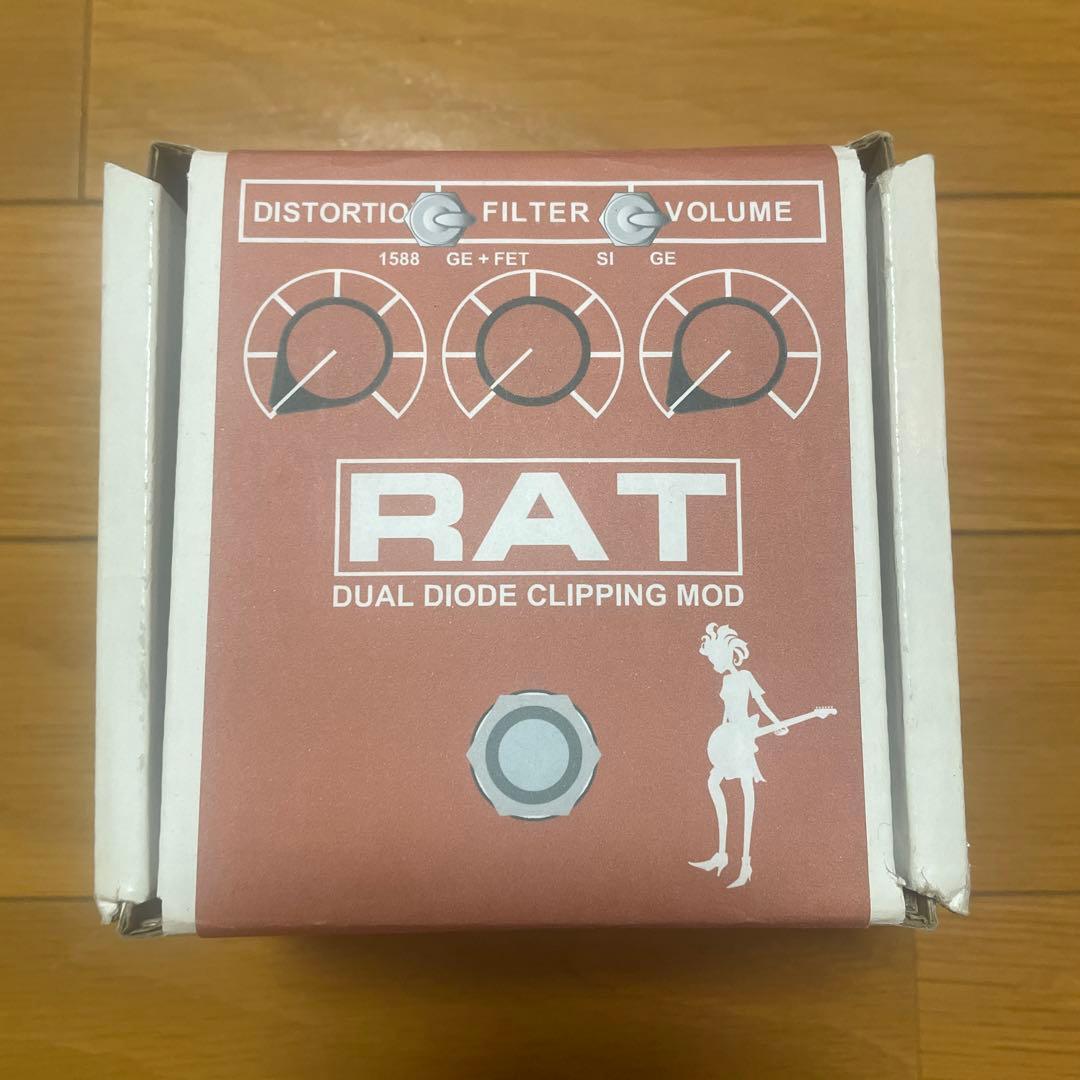 DISTORTIO FILTER VOLUME
1588 GE + FET SI GE
RAT
DUAL DIODE CLIPPING MOD